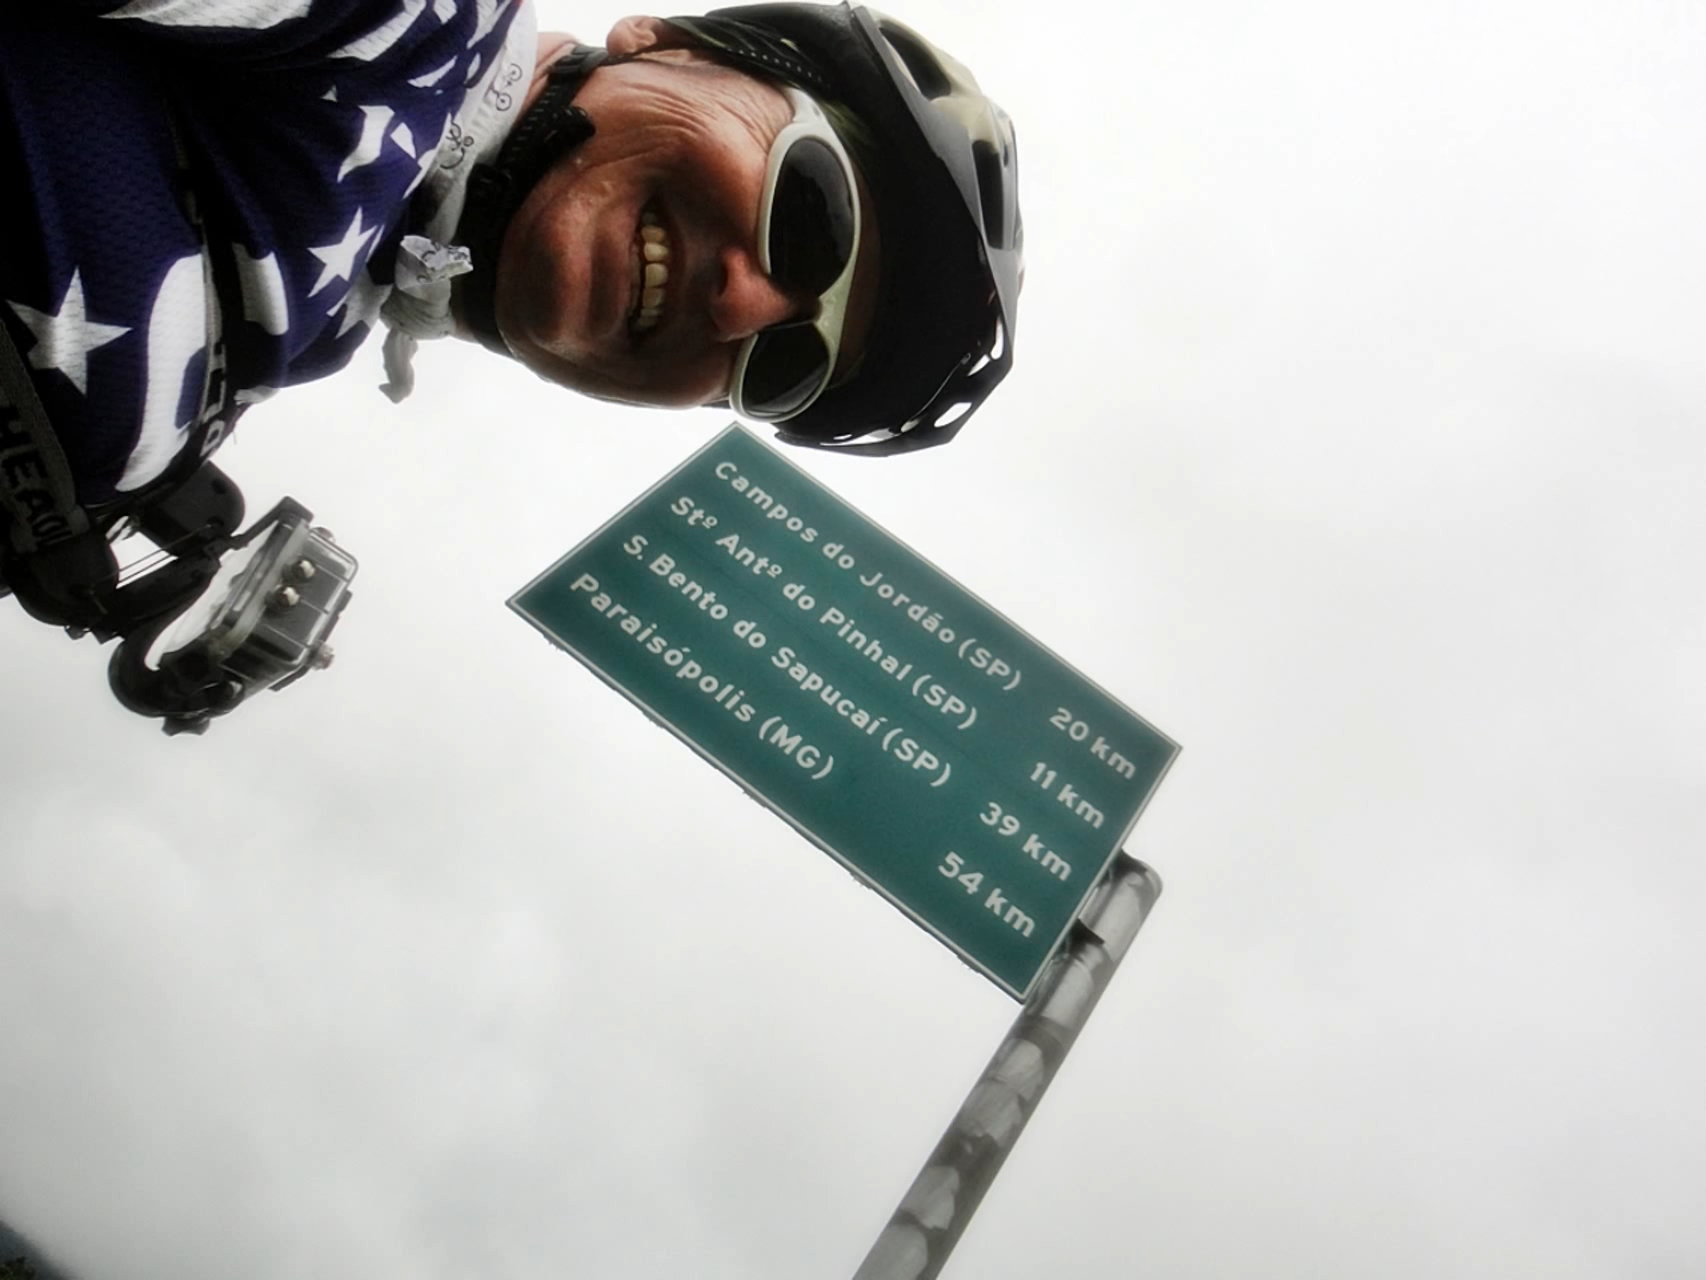 Campos do Jordão (SP) 20 km
Stº Antº do Pinhal (SP) 11 km
S. Bento do Sapucaí (SP) 39 km
Paraisópolis (MG) 54 km